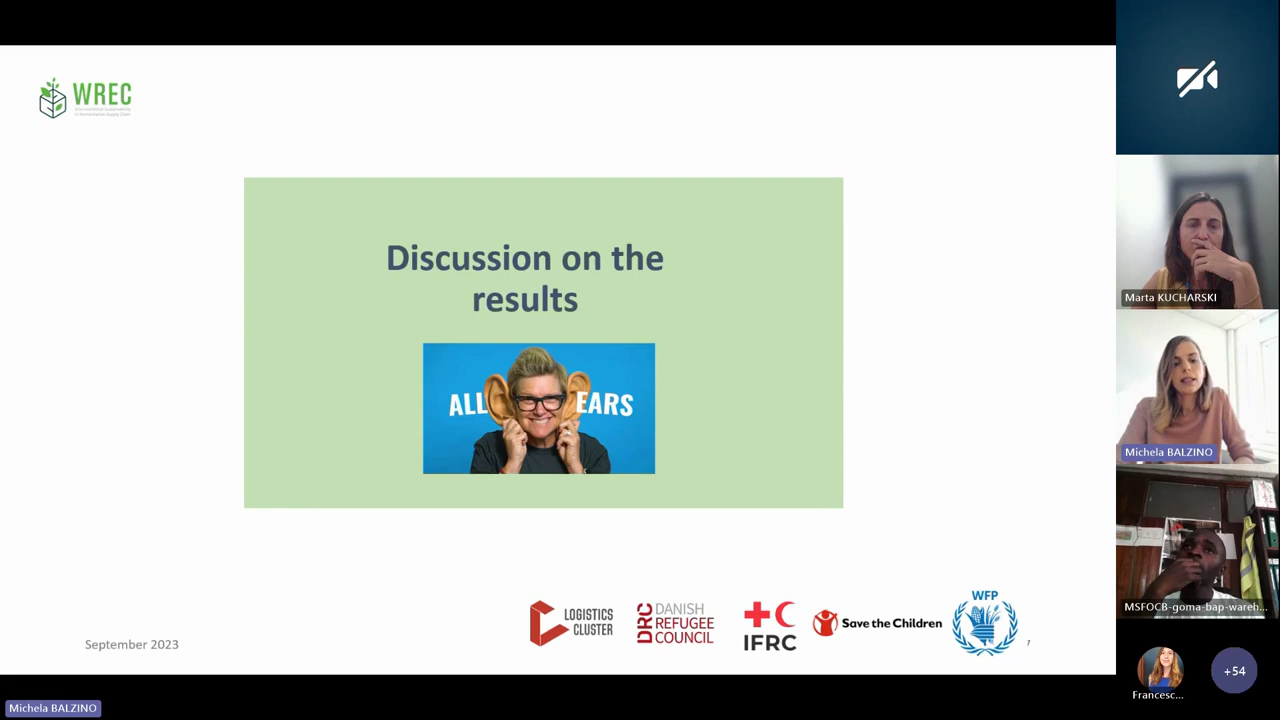 WREC
Discussion on the
results
ALL EARS
September 2023
LOGISTICS
CLUSTER
DRC
DANISH
REFUGEE
COUNCIL
IFRC
Save the Children
WFP
Marta KUCHARSKI
Michela BALZINO
MSFOCB-goma-bap-wareh...
Francesc...
+54
Michela BALZINO